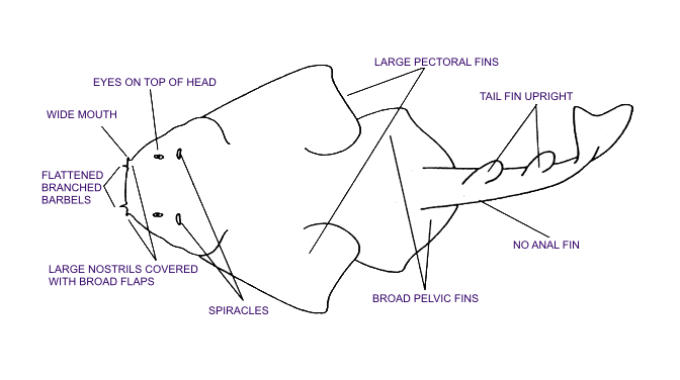 LARGE PECTORAL FINS
EYES ON TOP OF HEAD
TAIL FIN UPRIGHT
WIDE MOUTH
FLATTENED
BRANCHED
BARBELS
NO ANAL FIN
LARGE NOSTRILS COVERED
WITH BROAD FLAPS
BROAD PELVIC FINS
SPIRACLES